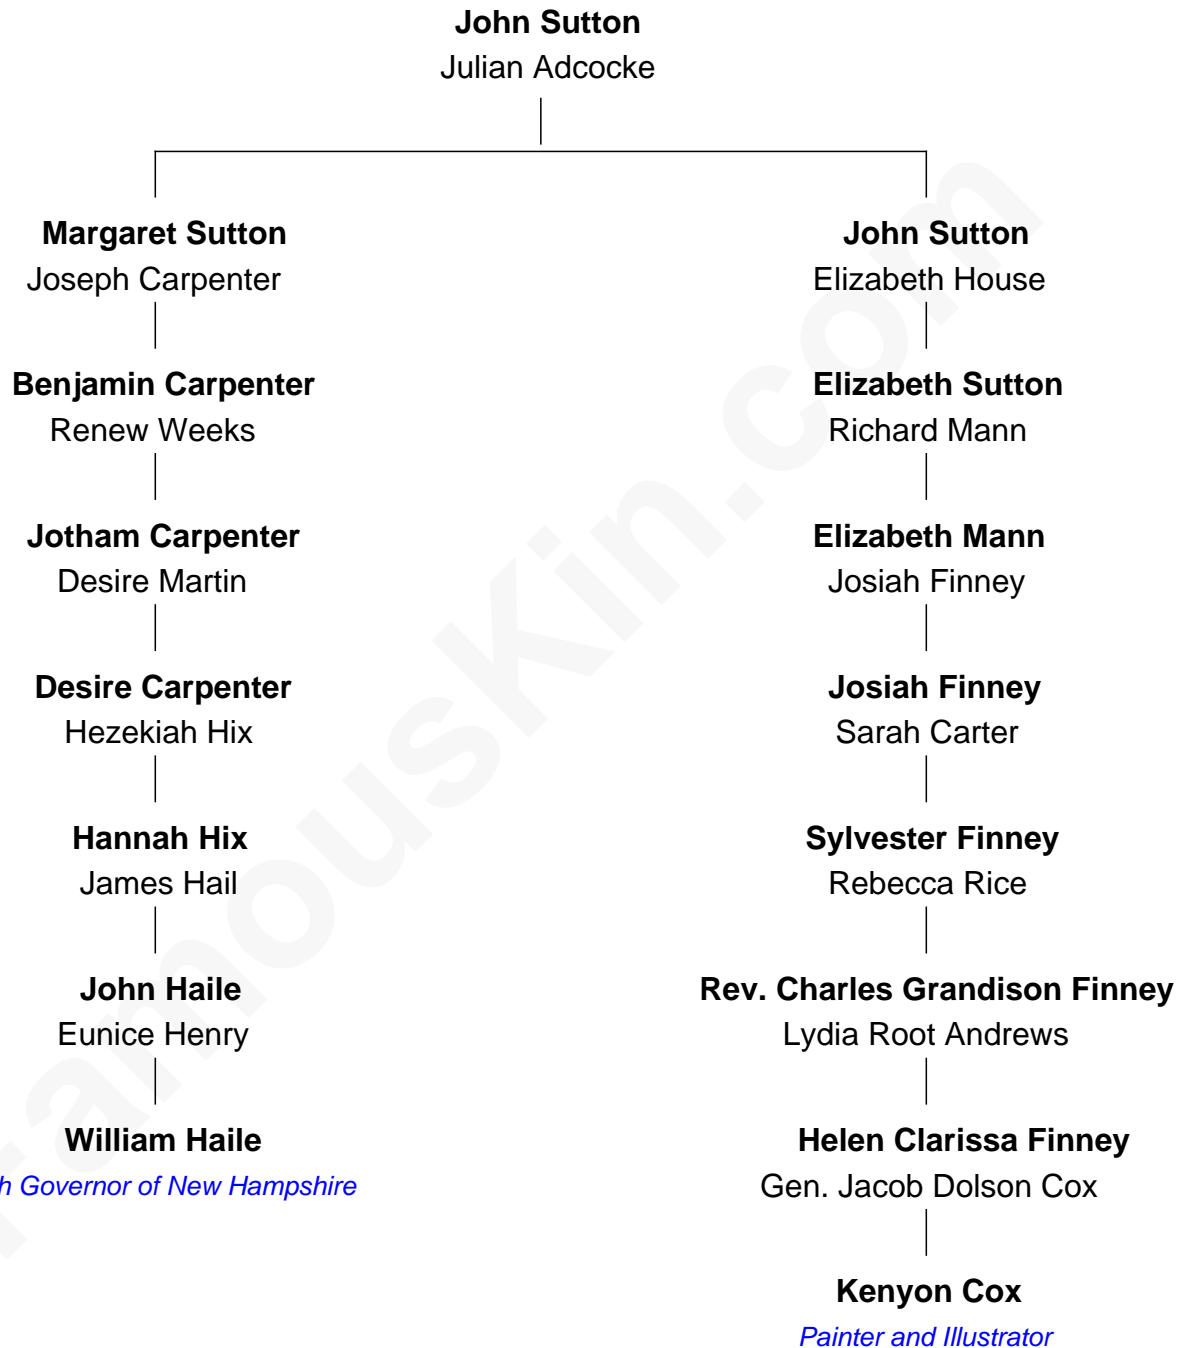 John Sutton
Julian Adcocke
Margaret Sutton
Joseph Carpenter
Benjamin Carpenter
Renew Weeks
Jotham Carpenter
Desire Martin
Desire Carpenter
Hezekiah Hix
Hannah Hix
James Hail
John Haile
Eunice Henry
William Haile
h Governor of New Hampshire
John Sutton
Elizabeth House
Elizabeth Sutton
Richard Mann
Elizabeth Mann
Josiah Finney
Josiah Finney
Sarah Carter
Sylvester Finney
Rebecca Rice
Rev. Charles Grandison Finney
Lydia Root Andrews
Helen Clarissa Finney
Gen. Jacob Dolson Cox
Kenyon Cox
Painter and Illustrator
FamousKin.com